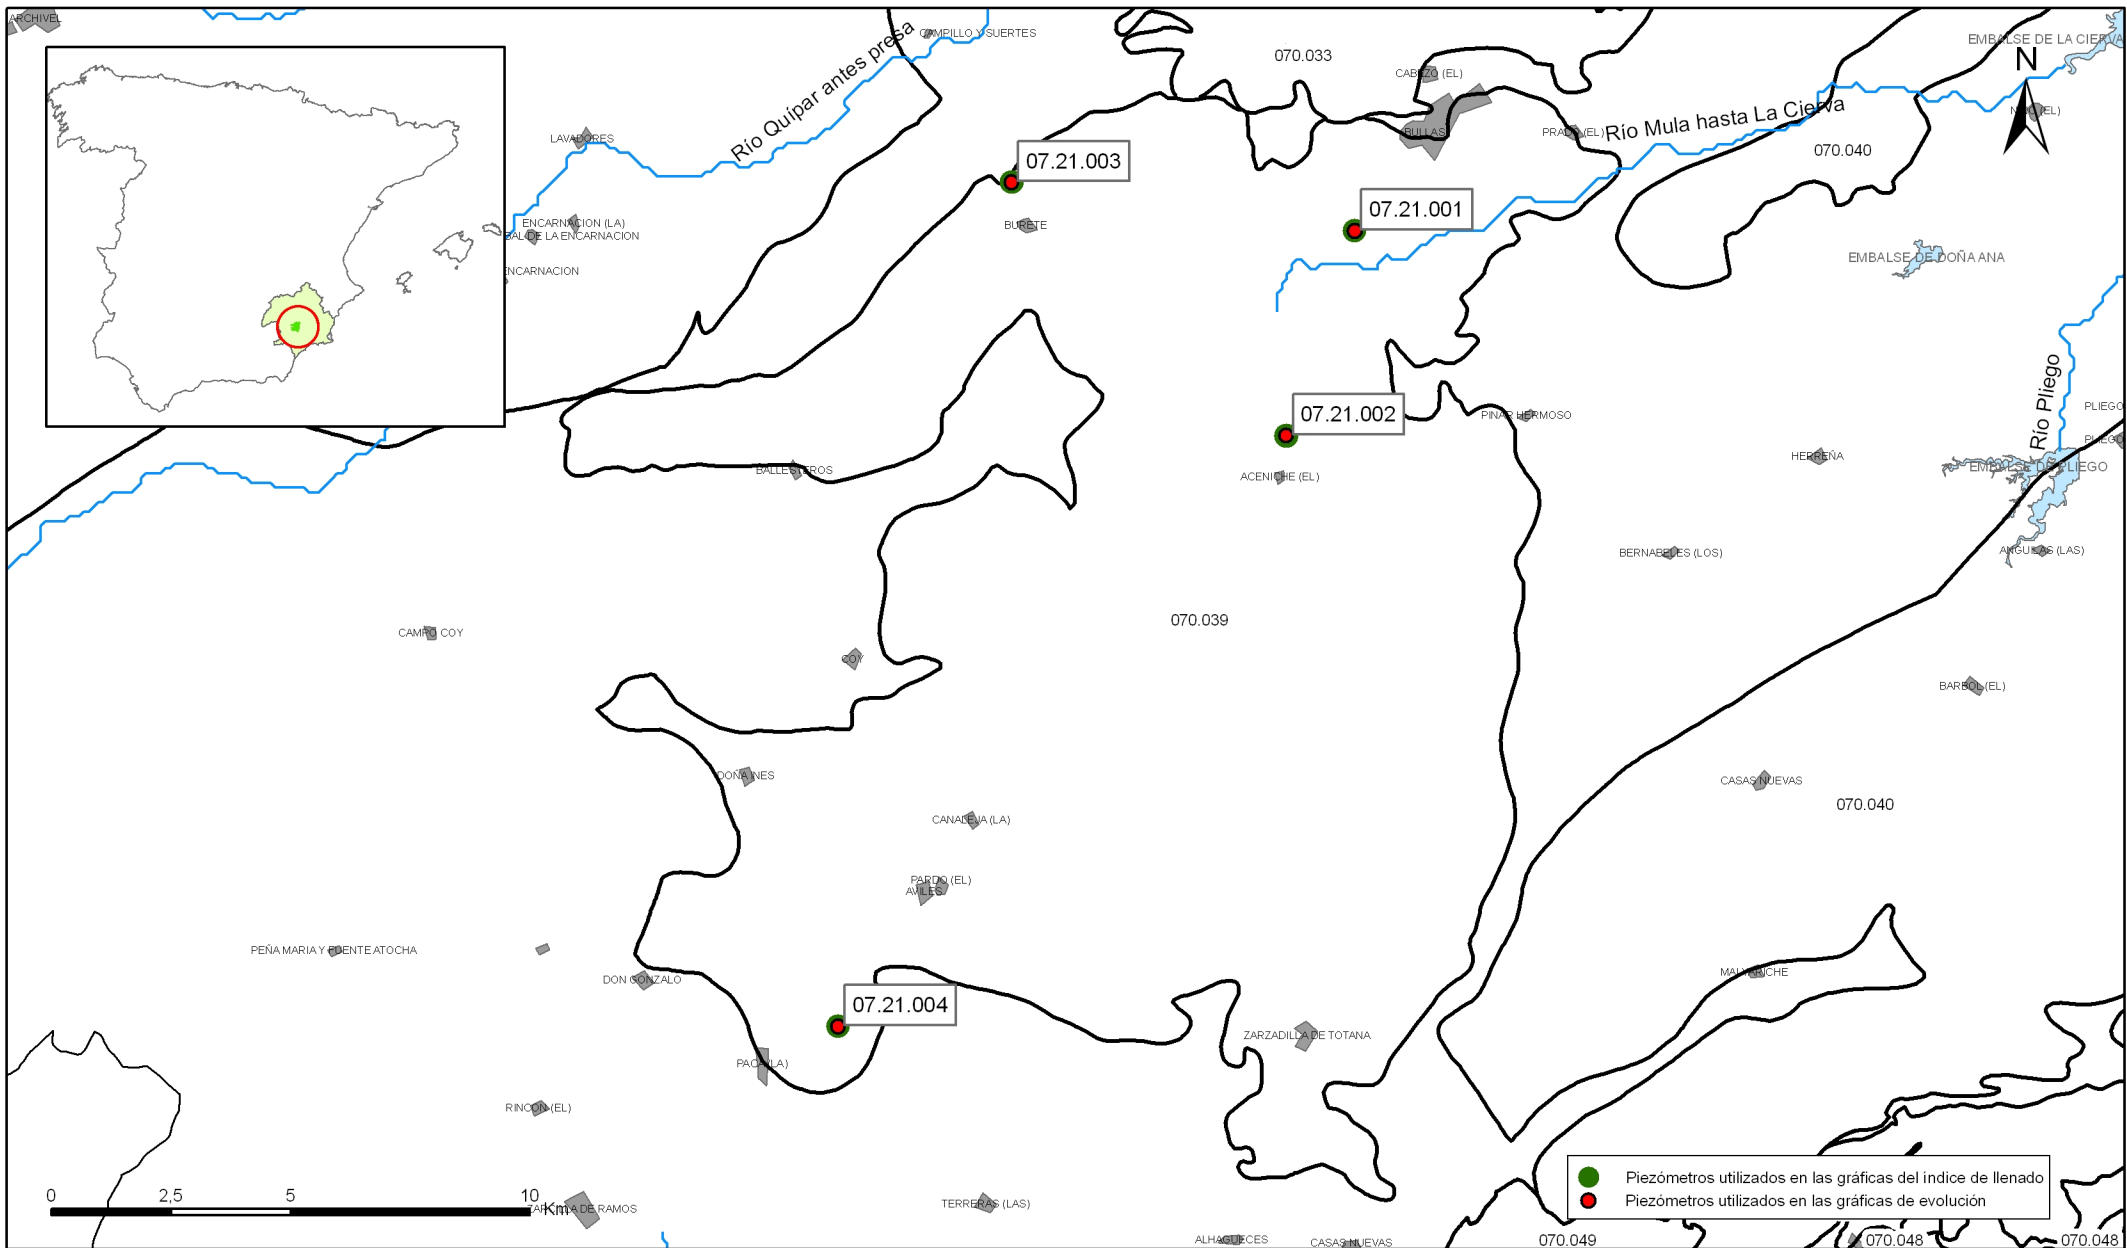 ARCHIVEL
CAMPILLO Y SUERTES
070.033
EMBALSE DE LA CIERVA
N
CABEZO (EL)
Río Quípar antes presa
LAVADORES
BULLAS
PRADO (EL)
Río Mula hasta La Cierva
070.040
07.21.003
07.21.001
ENCARNACION (LA)
BAL DE LA ENCARNACION
BURETE
EMBALSE DE DOÑA ANA
ENCARNACION
07.21.002
PINAR HERMOSO
Río Pliego
PLIEGO
PLIEGO
HERREÑA
EMBALSE DE PLIEGO
BALLESTEROS
ACENICHE (EL)
BERNABELES (LOS)
ANGUILAS (LAS)
070.039
CAMPO COY
COY
BARBOL (EL)
DOÑA INES
CASAS NUEVAS
070.040
CANALEJA (LA)
PARDO (EL)
AVILES
PEÑA MARIA Y FUENTE ATOCHA
DON GONZALO
MALVARICHE
07.21.004
ZARZADILLA DE TOTANA
PACA (LA)
RINCON (EL)
Piezómetros utilizados en las gráficas del índice de llenado
Piezómetros utilizados en las gráficas de evolución
0 2,5 5 10
Km
ZARCILLA DE RAMOS
TERRERAS (LAS)
ALHAGUECES
CASAS NUEVAS
070.049
070.048
070.048